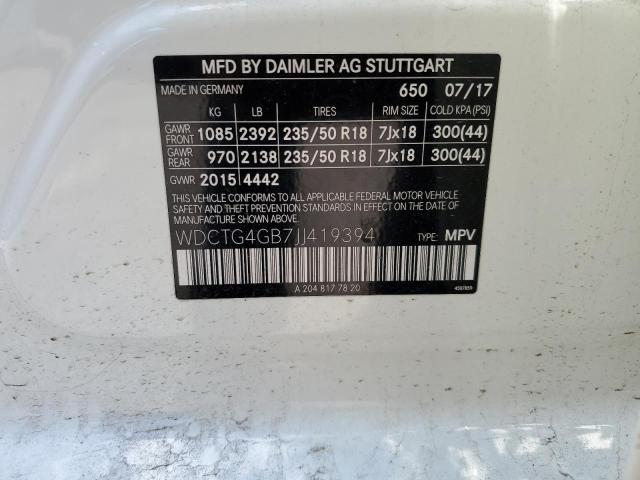 MFD BY DAIMLER AG STUTTGART
MADE IN GERMANY 650 07/17
KG LB TIRES RIM SIZE COLD KPA (PSI)
GAWR FRONT 1085 2392 235/50 R18 7Jx18 300(44)
GAWR REAR 970 2138 235/50 R18 7Jx18 300(44)
GVWR 2015 4442
THIS VEHICLE CONFORMS TO ALL APPLICABLE FEDERAL MOTOR VEHICLE
SAFETY AND THEFT PREVENTION STANDARDS IN EFFECT ON THE DATE OF
MANUFACTURE SHOWN ABOVE.
WDCTG4GB7JJ419394 TYPE: MPV
A 204 817 78 20